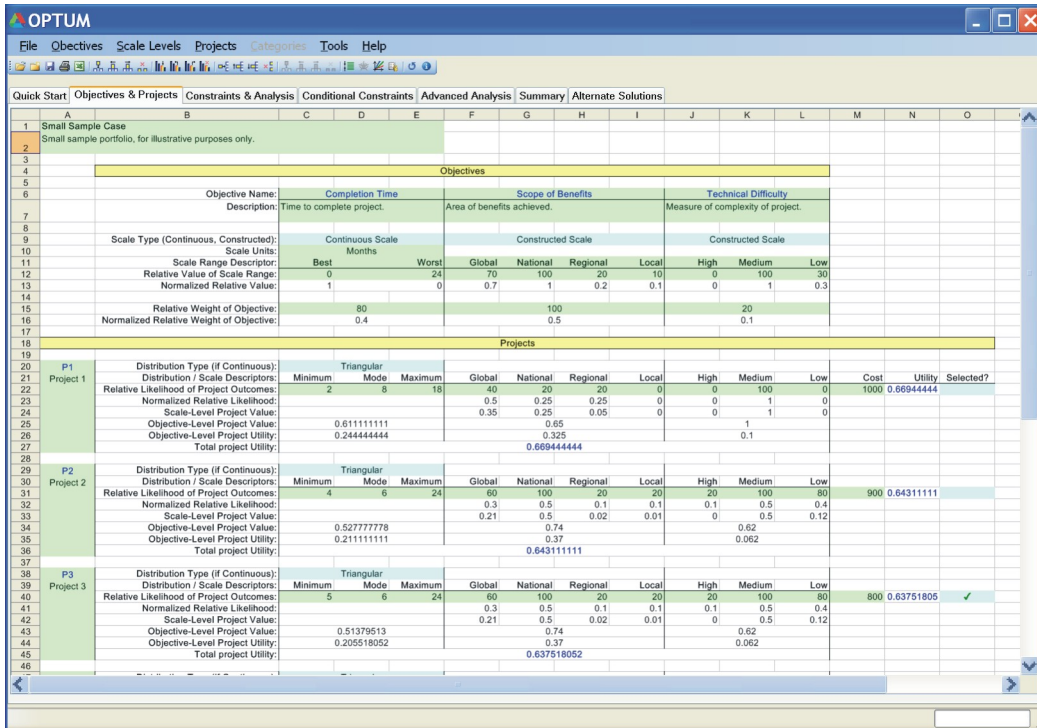 OPTUM
File Obectives Scale Levels Projects Categories Tools Help
Quick Start Objectives & Projects Constraints & Analysis Conditional Constraints Advanced Analysis Summary Alternate Solutions
A B C D E F G H I J K L M N O
1 Small Sample Case
2 Small sample portfolio, for illustrative purposes only.
3
4 Objectives
5
6 Objective Name: Completion Time Scope of Benefits Technical Difficulty
7 Description: Time to complete project. Area of benefits achieved. Measure of complexity of project.
8
9 Scale Type (Continuous, Constructed): Continuous Scale Constructed Scale Constructed Scale
10 Scale Units: Months
11 Scale Range Descriptor: Best Worst Global National Regional Local High Medium Low
12 Relative Value of Scale Range: 0 24 70 100 20 10 0 100 30
13 Normalized Relative Value: 1 0 0.7 1 0.2 0.1 0 1 0.3
14
15 Relative Weight of Objective: 80 100 20
16 Normalized Relative Weight of Objective: 0.4 0.5 0.1
17
18 Projects
19
20 P1 Distribution Type (if Continuous): Triangular
21 Project 1 Distribution / Scale Descriptors: Minimum Mode Maximum Global National Regional Local High Medium Low Cost Utility Selected?
22 Relative Likelihood of Project Outcomes: 2 8 18 40 20 20 0 0 100 0 1000 0.66944444
23 Normalized Relative Likelihood: 0.5 0.25 0.25 0 0 1 0
24 Scale-Level Project Value: 0.35 0.25 0.05 0 0 1 0
25 Objective-Level Project Value: 0.611111111 0.65 1
26 Objective-Level Project Utility: 0.244444444 0.325 0.1
27 Total project Utility: 0.669444444
28
29 P2 Distribution Type (if Continuous): Triangular
30 Project 2 Distribution / Scale Descriptors: Minimum Mode Maximum Global National Regional Local High Medium Low
31 Relative Likelihood of Project Outcomes: 4 6 24 60 100 20 20 20 100 80 900 0.64311111
32 Normalized Relative Likelihood: 0.3 0.5 0.1 0.1 0.1 0.5 0.4
33 Scale-Level Project Value: 0.21 0.5 0.02 0.01 0 0.5 0.12
34 Objective-Level Project Value: 0.527777778 0.74 0.62
35 Objective-Level Project Utility: 0.211111111 0.37 0.062
36 Total project Utility: 0.643111111
37
38 P3 Distribution Type (if Continuous): Triangular
39 Project 3 Distribution / Scale Descriptors: Minimum Mode Maximum Global National Regional Local High Medium Low
40 Relative Likelihood of Project Outcomes: 5 6 24 60 100 20 20 20 100 80 800 0.63751805 ✓
41 Normalized Relative Likelihood: 0.3 0.5 0.1 0.1 0.1 0.5 0.4
42 Scale-Level Project Value: 0.21 0.5 0.02 0.01 0 0.5 0.12
43 Objective-Level Project Value: 0.51379513 0.74 0.62
44 Objective-Level Project Utility: 0.205518052 0.37 0.062
45 Total project Utility: 0.637518052
46